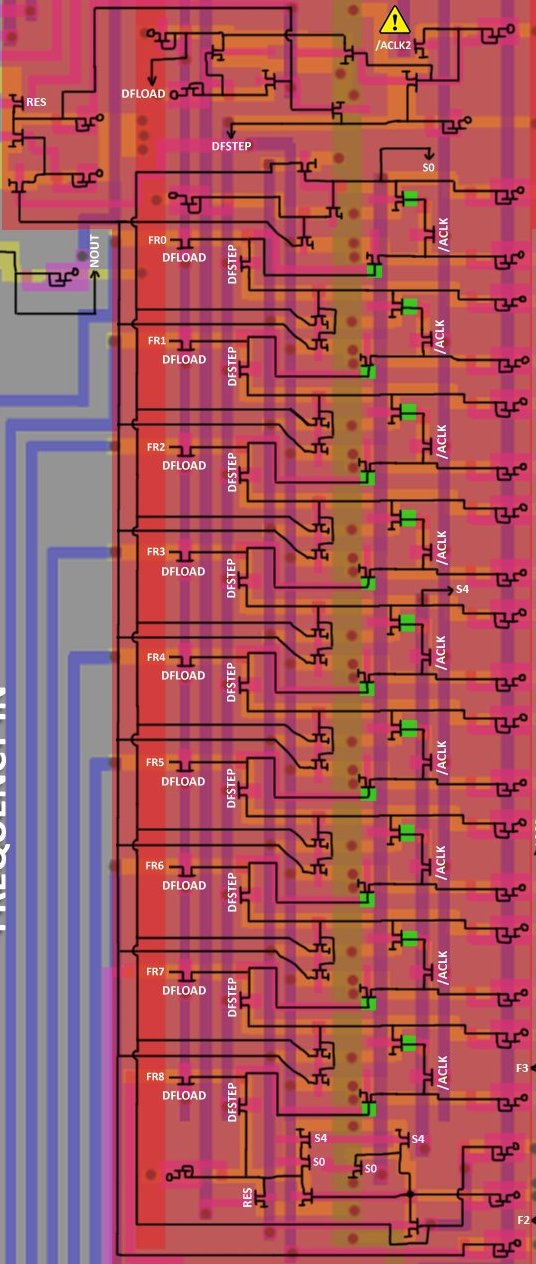 /ACLK2
RES
DFLOAD
DFSTEP
S0
NOUT
FR0
DFLOAD
DFSTEP
/ACLK
FR1
DFLOAD
DFSTEP
/ACLK
FR2
DFLOAD
DFSTEP
/ACLK
FR3
DFLOAD
DFSTEP
/ACLK
S4
FR4
DFLOAD
DFSTEP
/ACLK
FR5
DFLOAD
DFSTEP
/ACLK
FR6
DFLOAD
DFSTEP
/ACLK
FR7
DFLOAD
DFSTEP
/ACLK
FR8
DFLOAD
DFSTEP
/ACLK
F3
S4
S4
S0
S0
RES
F2